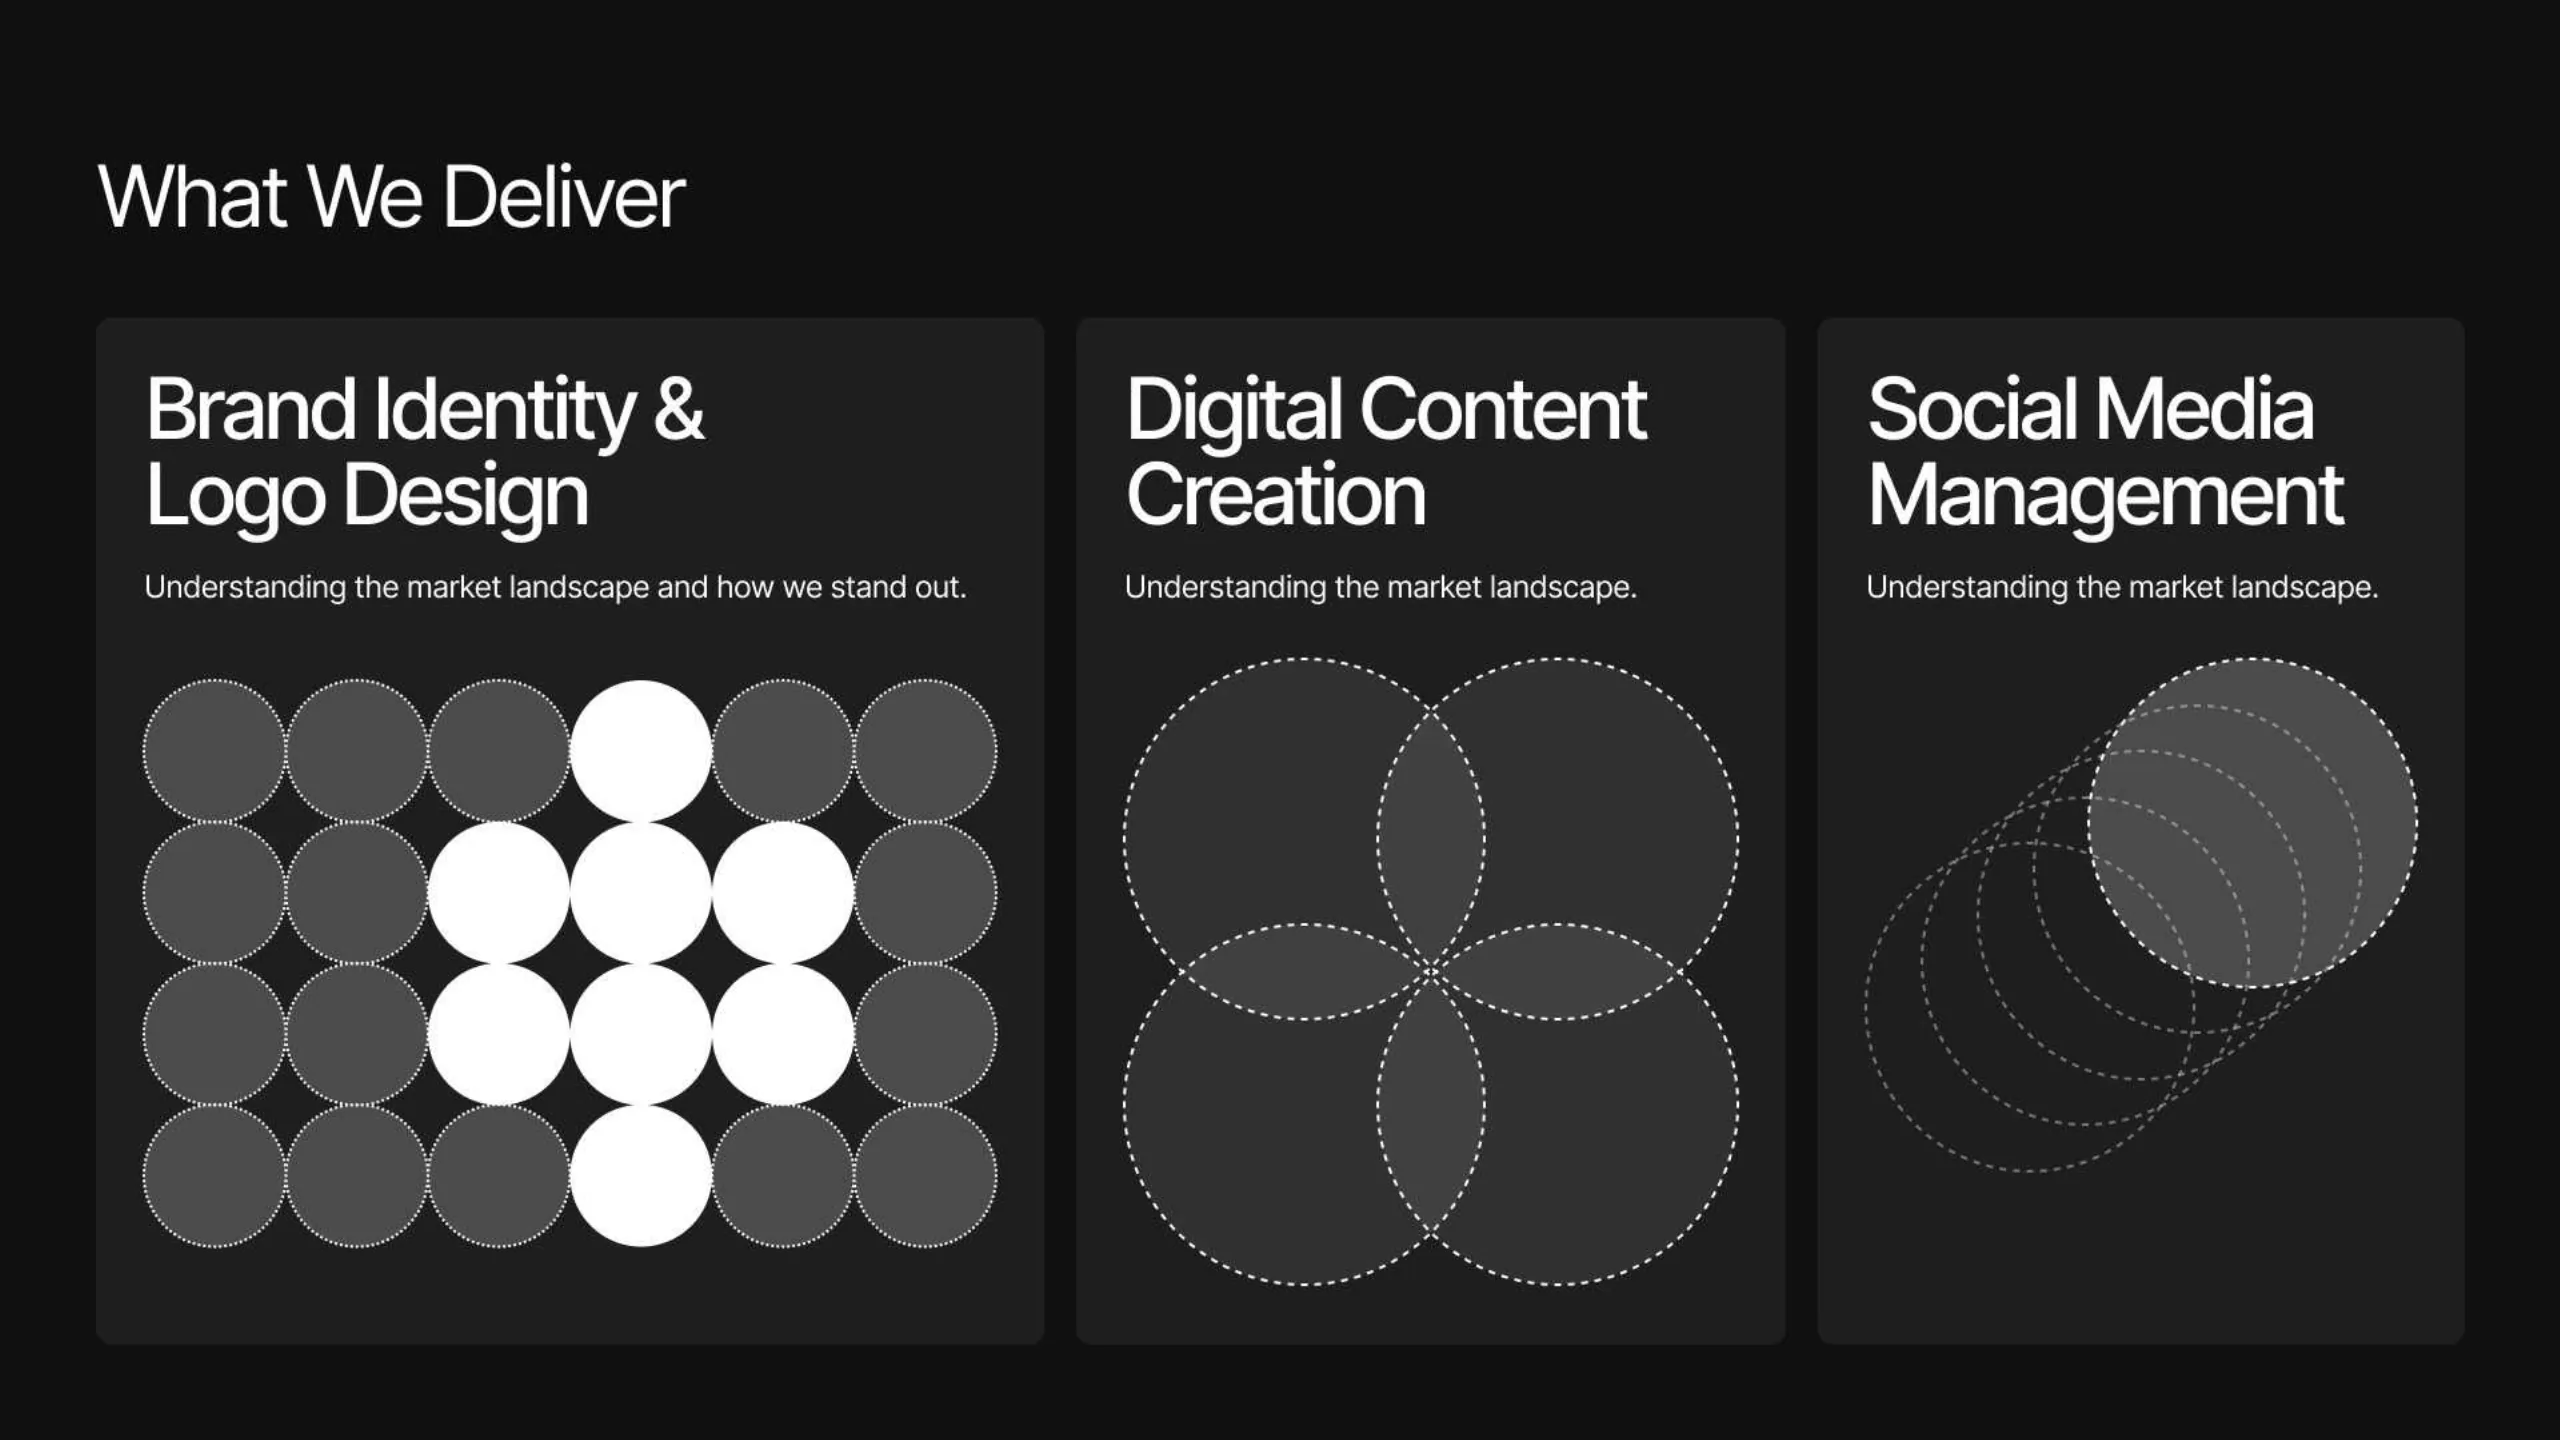 What We Deliver
Brand Identity &
Logo Design
Understanding the market landscape and how we stand out.
Digital Content
Creation
Understanding the market landscape.
Social Media
Management
Understanding the market landscape.